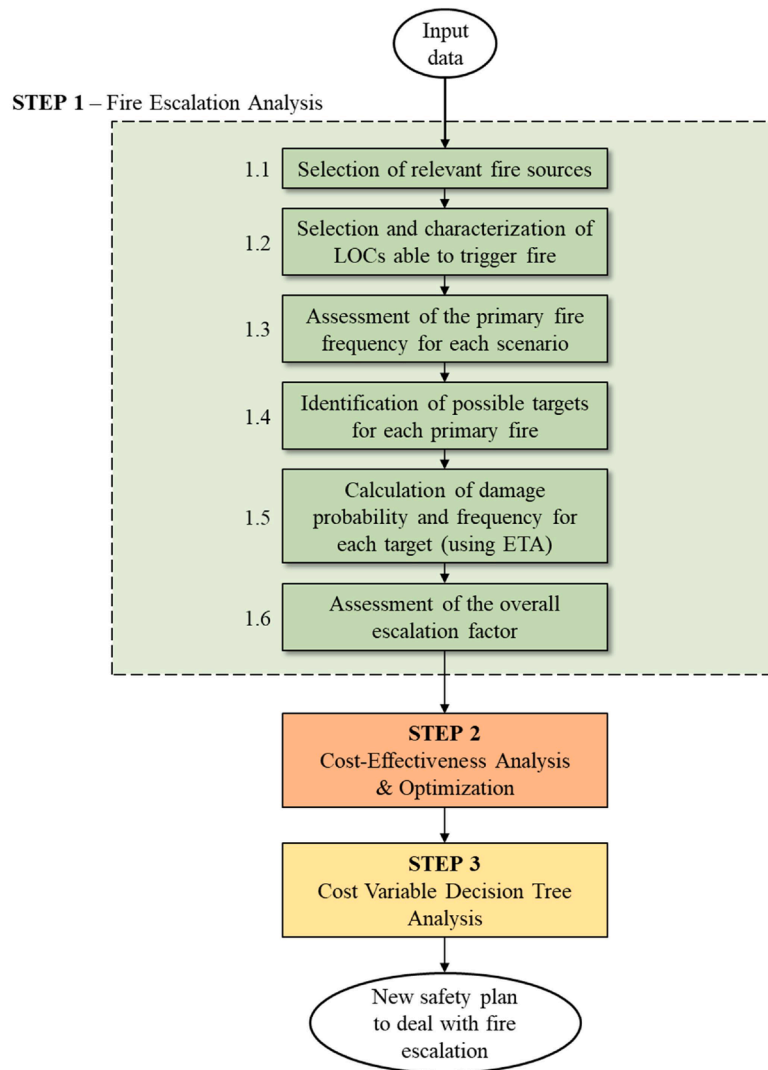 Input
data
STEP 1 – Fire Escalation Analysis
1.1 Selection of relevant fire sources
1.2 Selection and characterization of
LOCs able to trigger fire
1.3 Assessment of the primary fire
frequency for each scenario
1.4 Identification of possible targets
for each primary fire
1.5 Calculation of damage
probability and frequency for
each target (using ETA)
1.6 Assessment of the overall
escalation factor
STEP 2
Cost-Effectiveness Analysis
& Optimization
STEP 3
Cost Variable Decision Tree
Analysis
New safety plan
to deal with fire
escalation